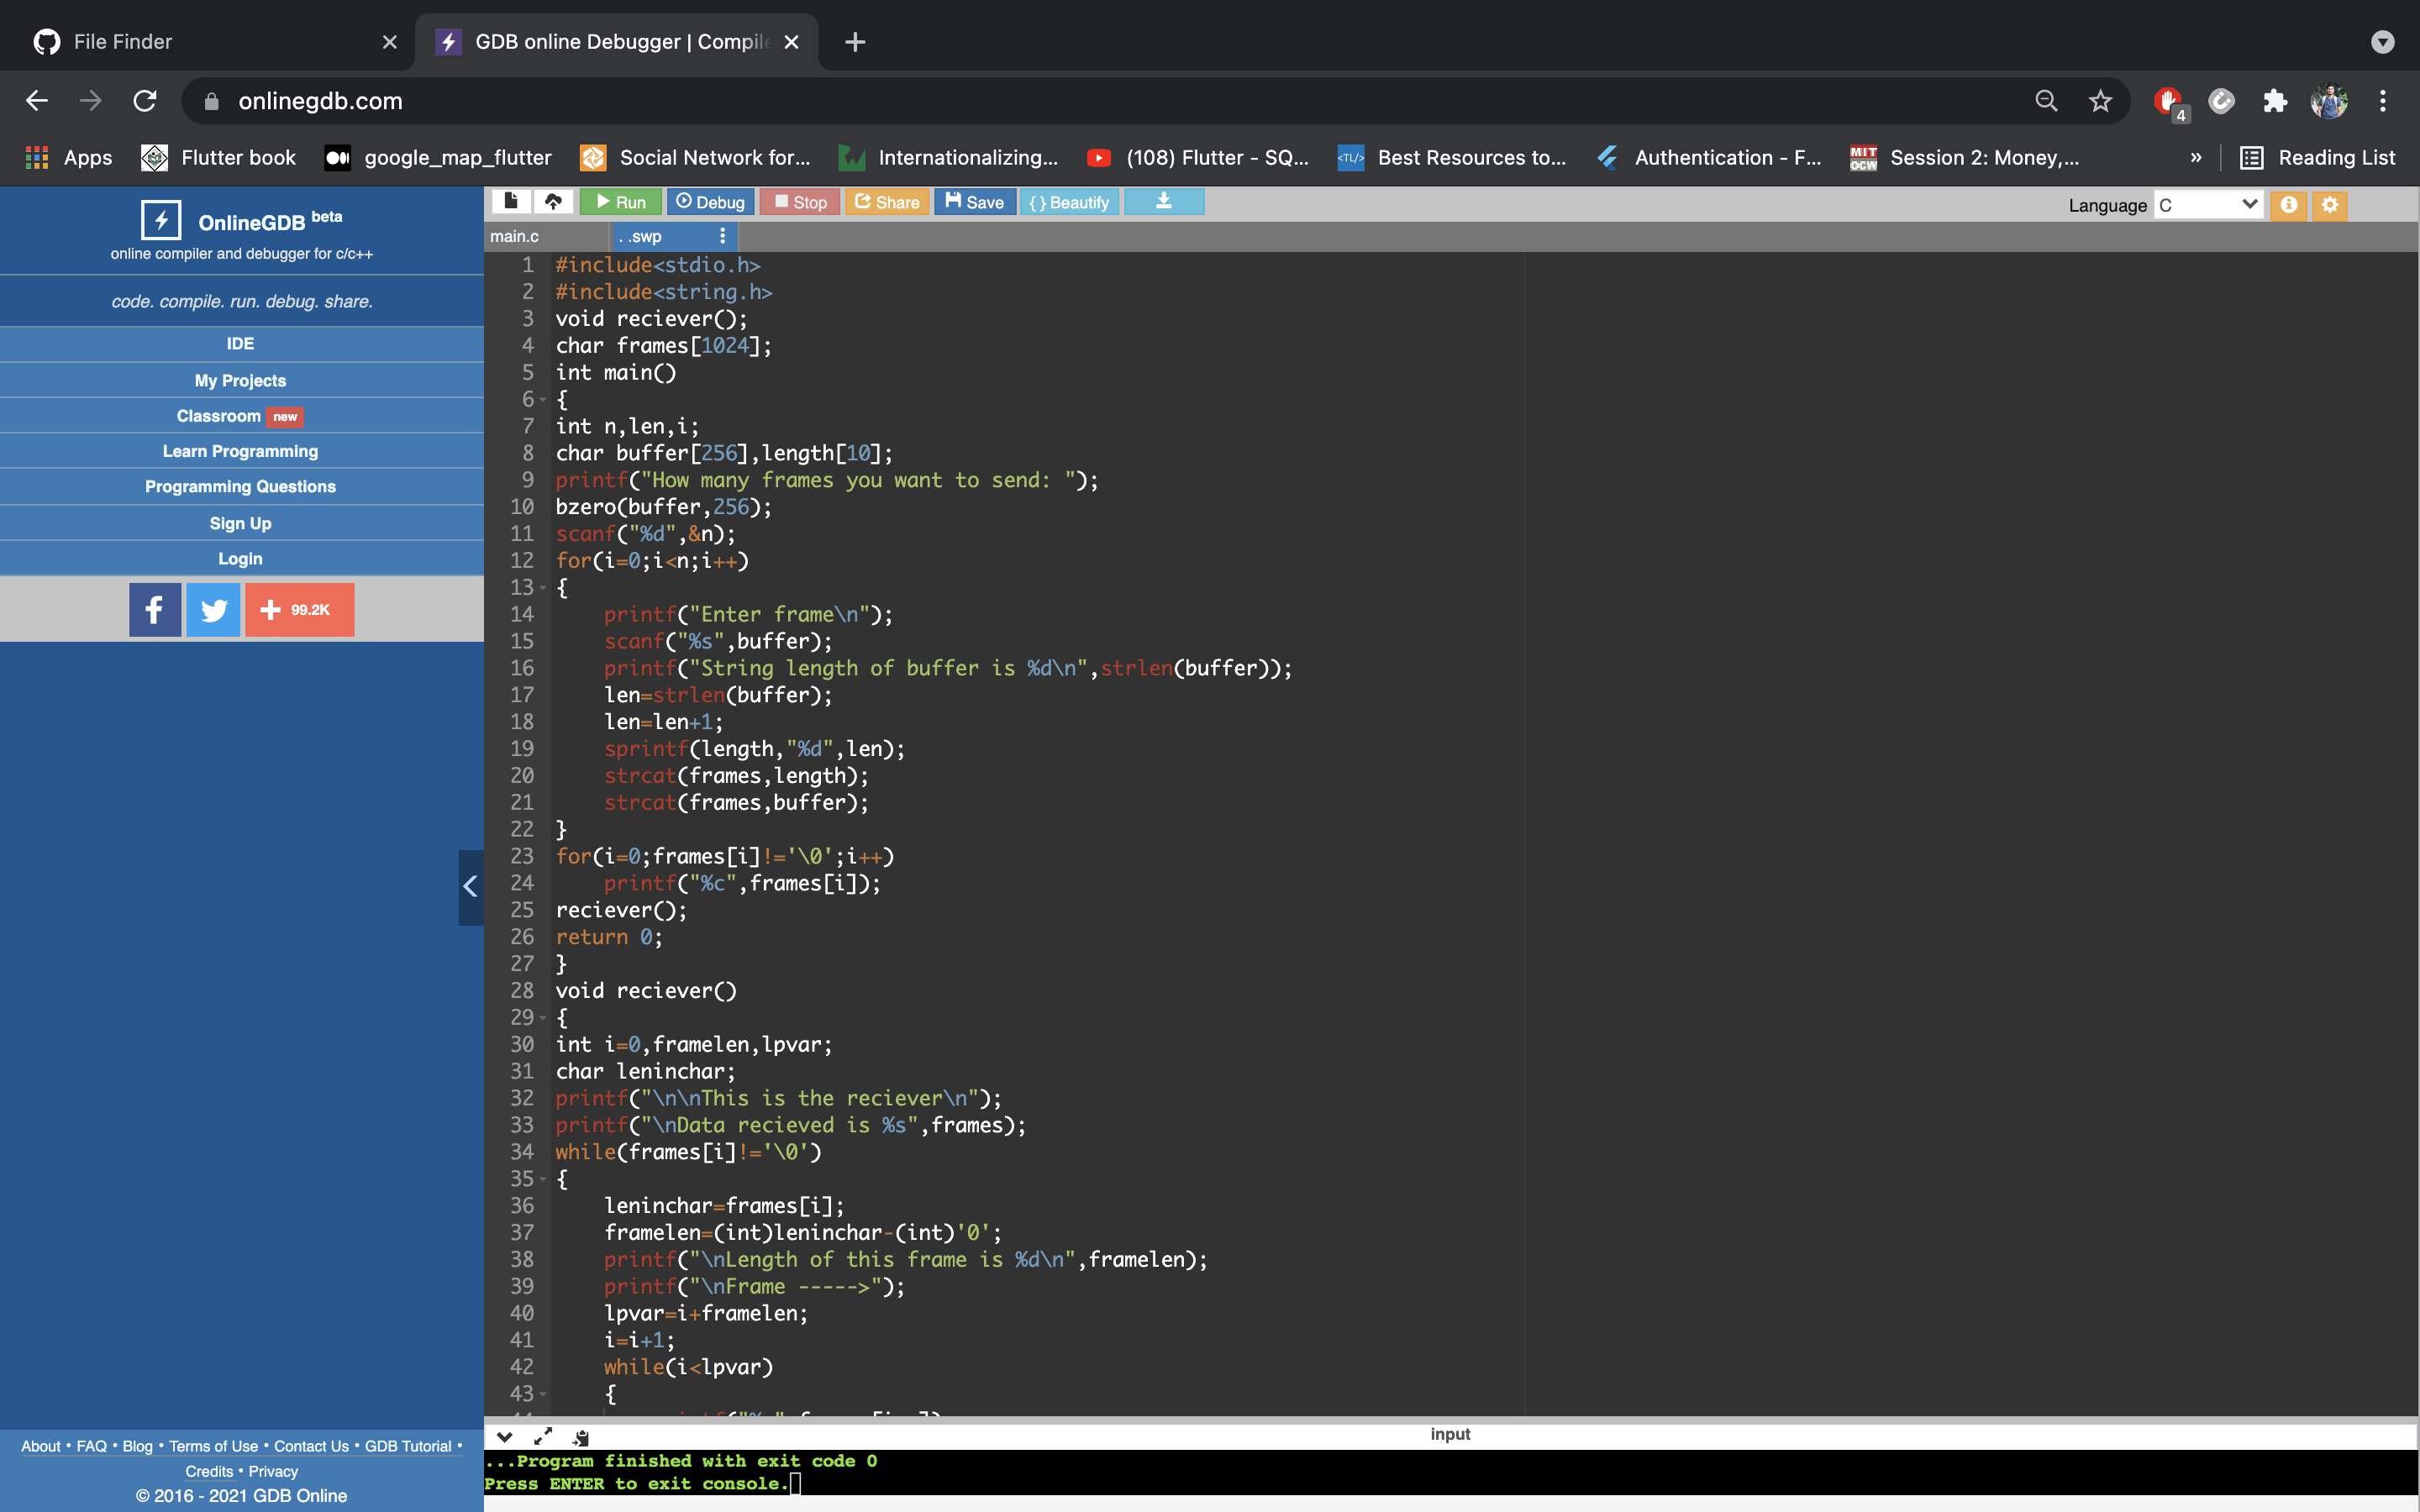 File Finder
GDB online Debugger | Compile
onlinegdb.com
4
Apps
Flutter book
google_map_flutter
Social Network for...
Internationalizing...
(108) Flutter - SQ...
<TL/>
Best Resources to...
Authentication - F...
MIT
OCW
Session 2: Money,...
»
Reading List
OnlineGDB beta
online compiler and debugger for c/c++
code. compile. run. debug. share.
IDE
My Projects
Classroom new
Learn Programming
Programming Questions
Sign Up
Login
99.2K
About • FAQ • Blog • Terms of Use • Contact Us • GDB Tutorial •
Credits • Privacy
© 2016 - 2021 GDB Online
Run
Debug
Stop
Share
Save
{ } Beautify
Language C
main.c
. .swp
1 #include<stdio.h>
2 #include<string.h>
3 void reciever();
4 char frames[1024];
5 int main()
6 {
7 int n,len,i;
8 char buffer[256],length[10];
9 printf("How many frames you want to send: ");
10 bzero(buffer,256);
11 scanf("%d",&n);
12 for(i=0;i<n;i++)
13 {
14 printf("Enter frame\n");
15 scanf("%s",buffer);
16 printf("String length of buffer is %d\n",strlen(buffer));
17 len=strlen(buffer);
18 len=len+1;
19 sprintf(length,"%d",len);
20 strcat(frames,length);
21 strcat(frames,buffer);
22 }
23 for(i=0;frames[i]!='\0';i++)
24 printf("%c",frames[i]);
25 reciever();
26 return 0;
27 }
28 void reciever()
29 {
30 int i=0,framelen,lpvar;
31 char leninchar;
32 printf("\n\nThis is the reciever\n");
33 printf("\nData recieved is %s",frames);
34 while(frames[i]!='\0')
35 {
36 leninchar=frames[i];
37 framelen=(int)leninchar-(int)'0';
38 printf("\nLength of this frame is %d\n",framelen);
39 printf("\nFrame ----->");
40 lpvar=i+framelen;
41 i=i+1;
42 while(i<lpvar)
43 {
input
...Program finished with exit code 0
Press ENTER to exit console.